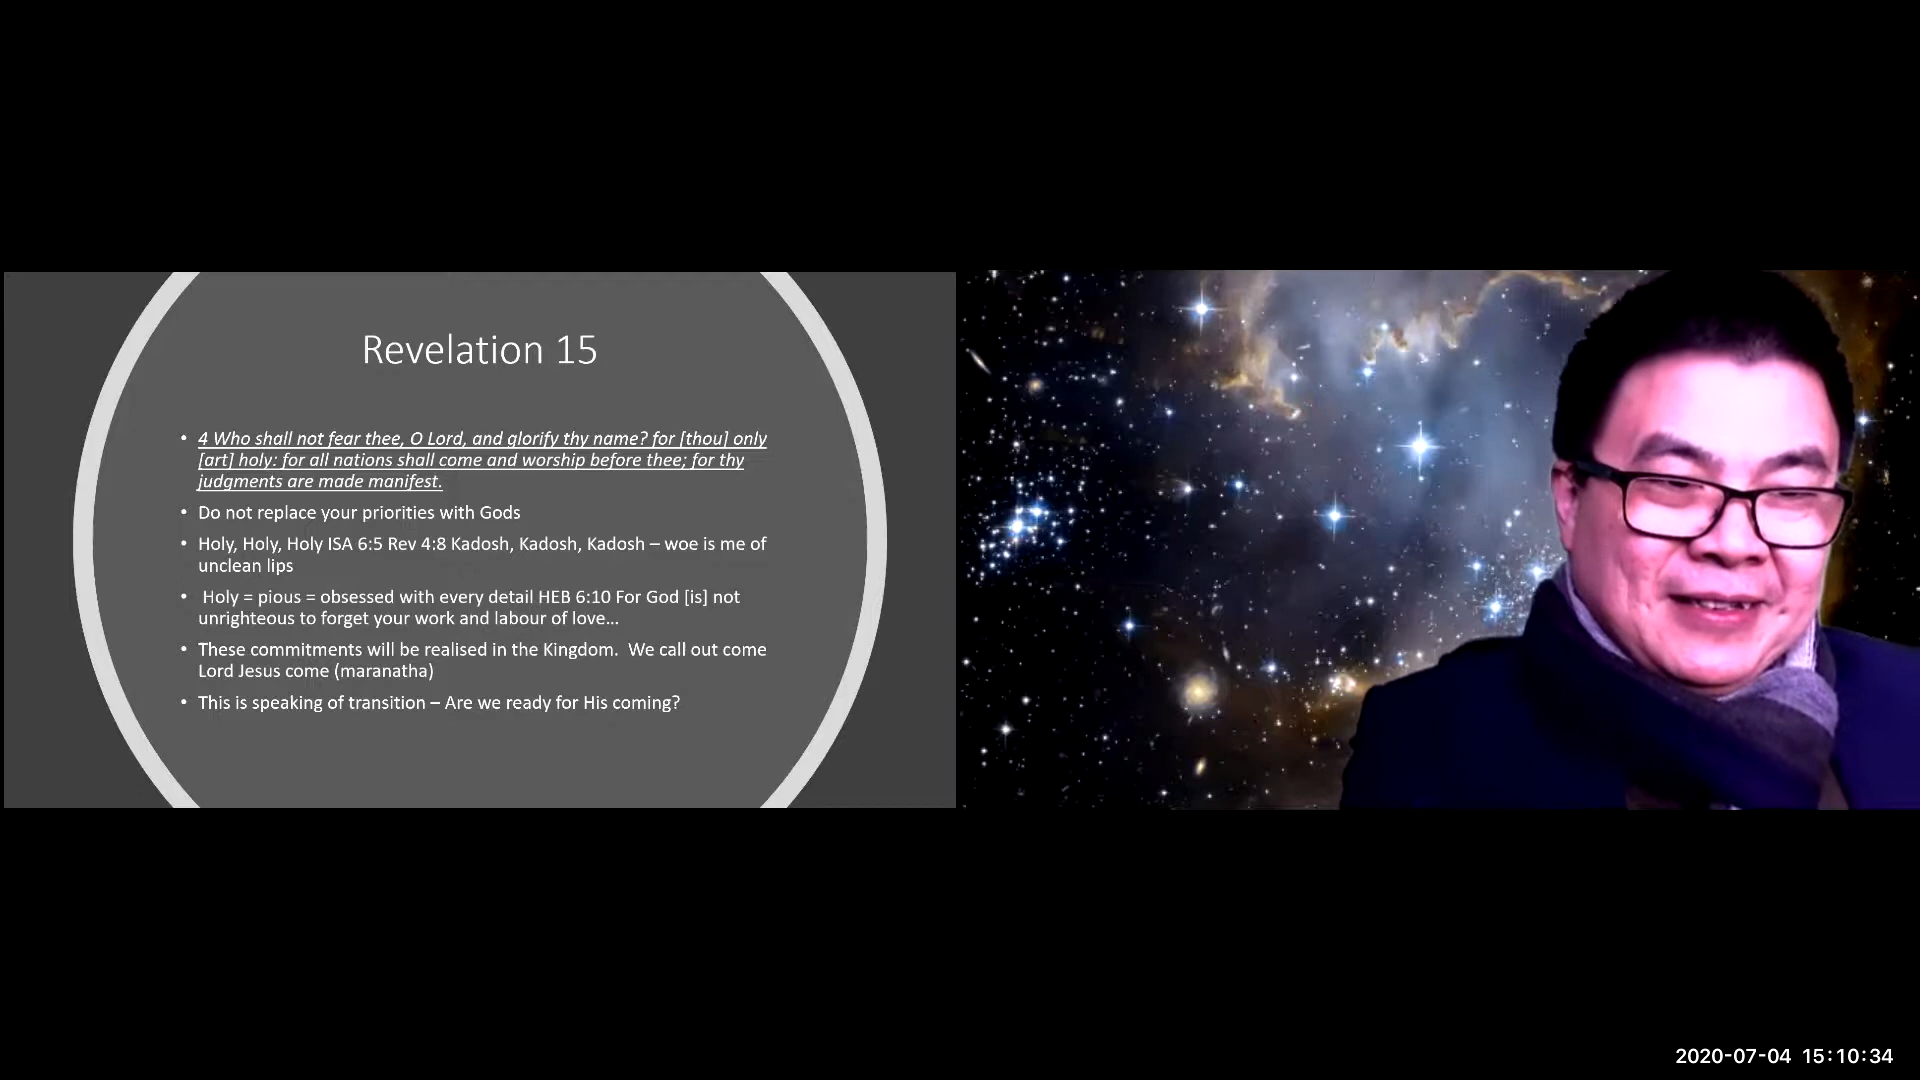 Revelation 15
• 4 Who shall not fear thee, O Lord, and glorify thy name? for [thou] only
[art] holy: for all nations shall come and worship before thee; for thy
judgments are made manifest.
• Do not replace your priorities with Gods
• Holy, Holy, Holy ISA 6:5 Rev 4:8 Kadosh, Kadosh, Kadosh – woe is me of
unclean lips
• Holy = pious = obsessed with every detail HEB 6:10 For God [is] not
unrighteous to forget your work and labour of love...
• These commitments will be realised in the Kingdom. We call out come
Lord Jesus come (maranatha)
• This is speaking of transition – Are we ready for His coming?
2020-07-04 15:10:34